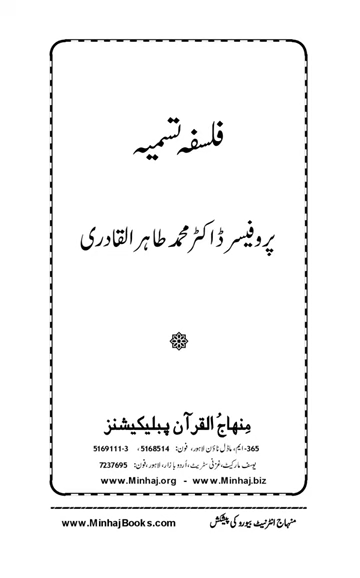 فلسفہ تسمیہ
پروفیسر ڈاکٹر محمد طاہر القادری
مِنہاجُ القرآن پبلیکیشنز
365-ایم، ماڈل ٹاؤن لاہور، فون: 5168514، 3-5169111
یوسف مارکیٹ، غزنی سٹریٹ، اُردو بازار، لاہور، فون: 7237695
www.Minhaj.org - www.Minhaj.biz
منہاج انٹرنیٹ بیورو کی پیشکش
www.MinhajBooks.com